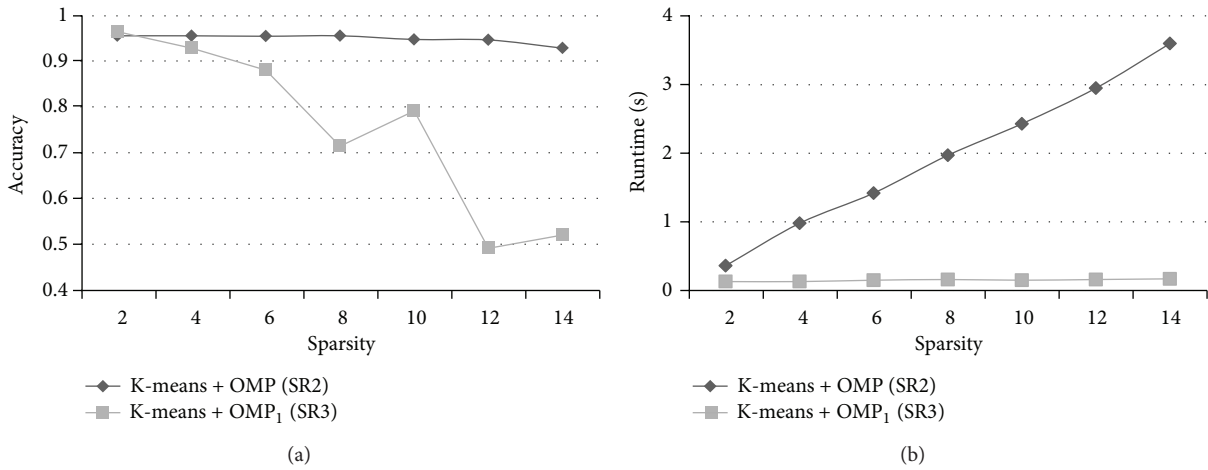 Accuracy
1
0.9
0.8
0.7
0.6
0.5
0.4
2 4 6 8 10 12 14
Sparsity
K-means + OMP (SR2)
K-means + OMP₁ (SR3)
(a)
Runtime (s)
4
3
2
1
0
2 4 6 8 10 12 14
Sparsity
K-means + OMP (SR2)
K-means + OMP₁ (SR3)
(b)